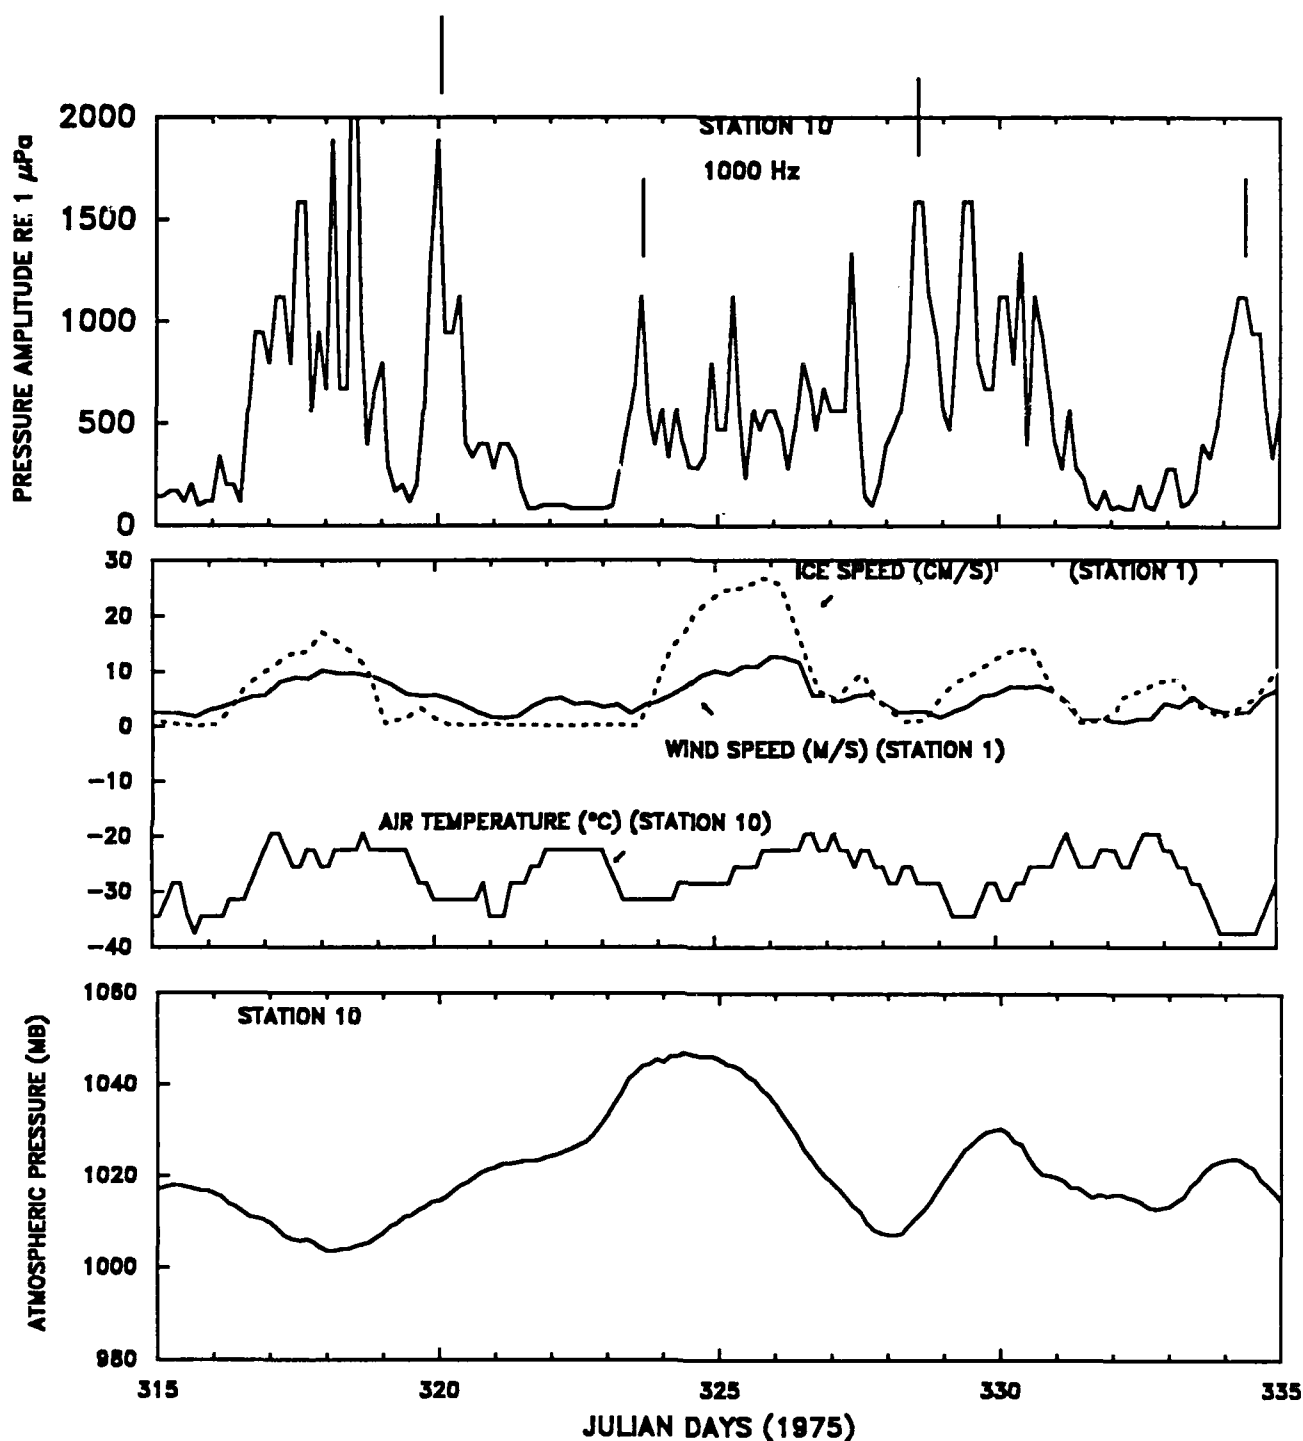 STATION 10
1000 Hz
PRESSURE AMPLITUDE RE. 1 μPa
2000
1500
1000
500
0
ICE SPEED (CM/S) (STATION 1)
WIND SPEED (M/S) (STATION 1)
AIR TEMPERATURE (°C) (STATION 10)
30
20
10
0
-10
-20
-30
-40
STATION 10
ATMOSPHERIC PRESSURE (MB)
1060
1040
1020
1000
980
315 320 325 330 335
JULIAN DAYS (1975)